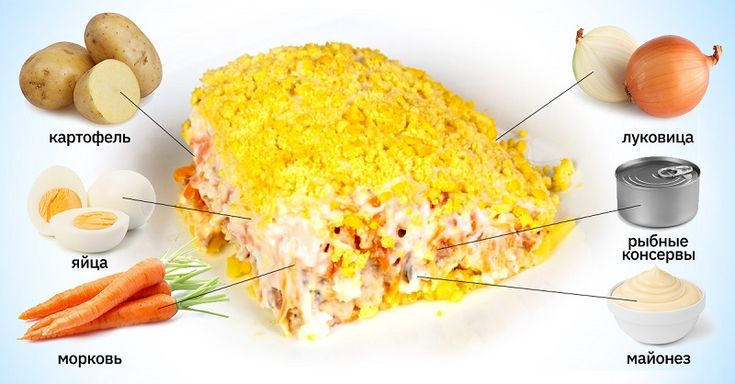 картофель
луковица
яйца
рыбные
консервы
морковь
майонез